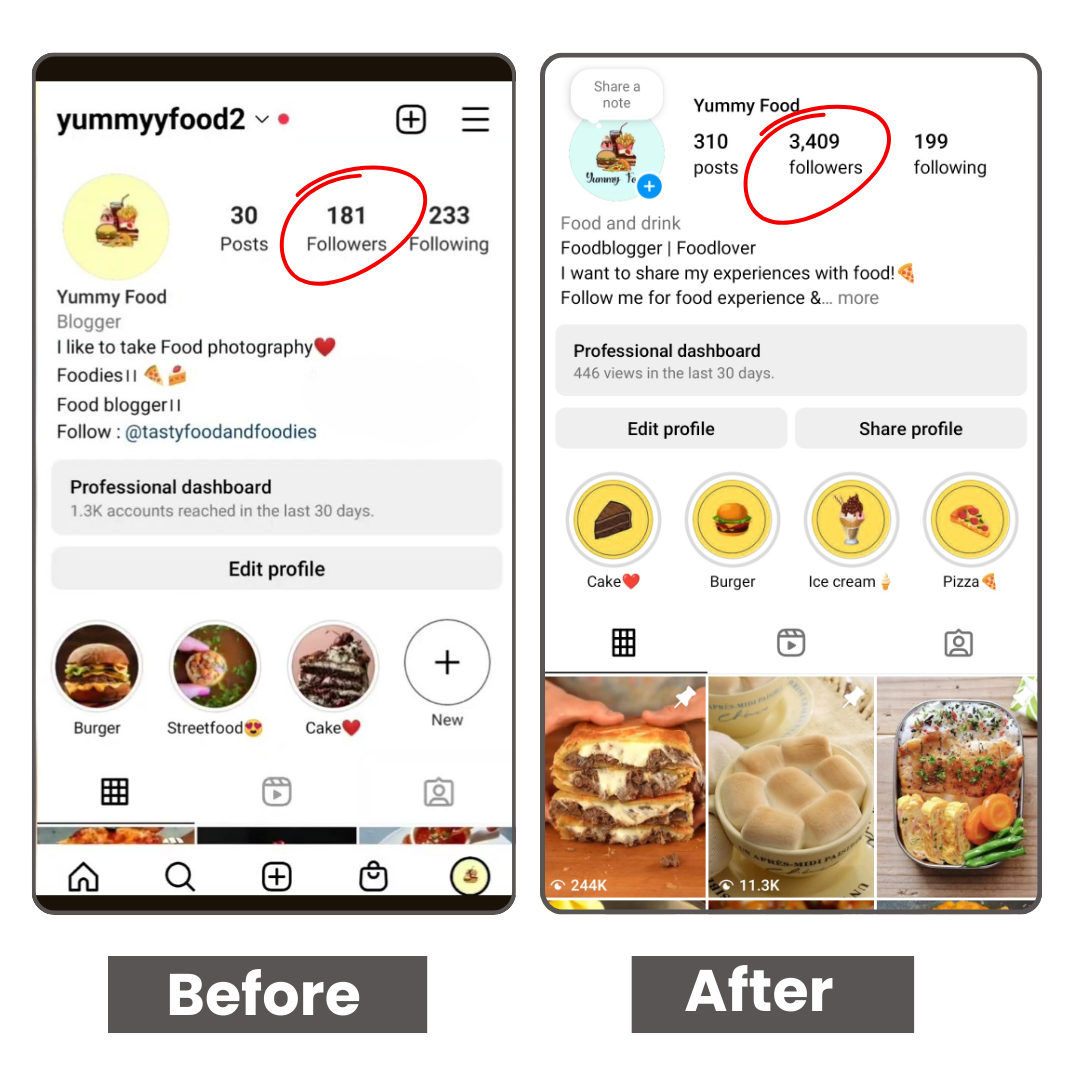 yummyyfood2
30 181 233
Posts Followers Following
Yummy Food
Blogger
I like to take Food photography❤️
Foodies।। 🍕🍰
Food blogger।।
Follow : @tastyfoodandfoodies
Professional dashboard
1.3K accounts reached in the last 30 days.
Edit profile
Burger Streetfood😍 Cake❤️ New
Before
Share a
note
Yummy Food
310 3,409 199
posts followers following
Food and drink
Foodblogger | Foodlover
I want to share my experiences with food!🍕
Follow me for food experience &... more
Professional dashboard
446 views in the last 30 days.
Edit profile Share profile
Cake❤️ Burger Ice cream🍦 Pizza🍕
244K 11.3K
After